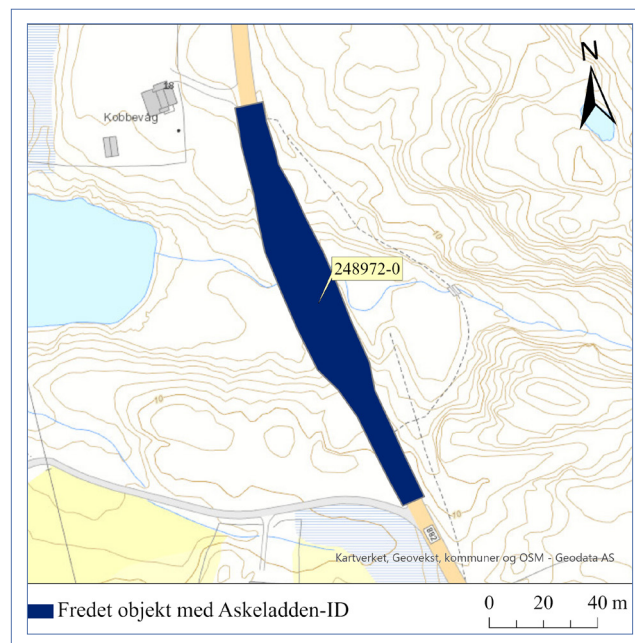 N
18
Kobbevåg
248972-0
10
10
10
882
Kartverket, Geovekst, kommuner og OSM - Geodata AS
Fredet objekt med Askeladden-ID
0 20 40 m